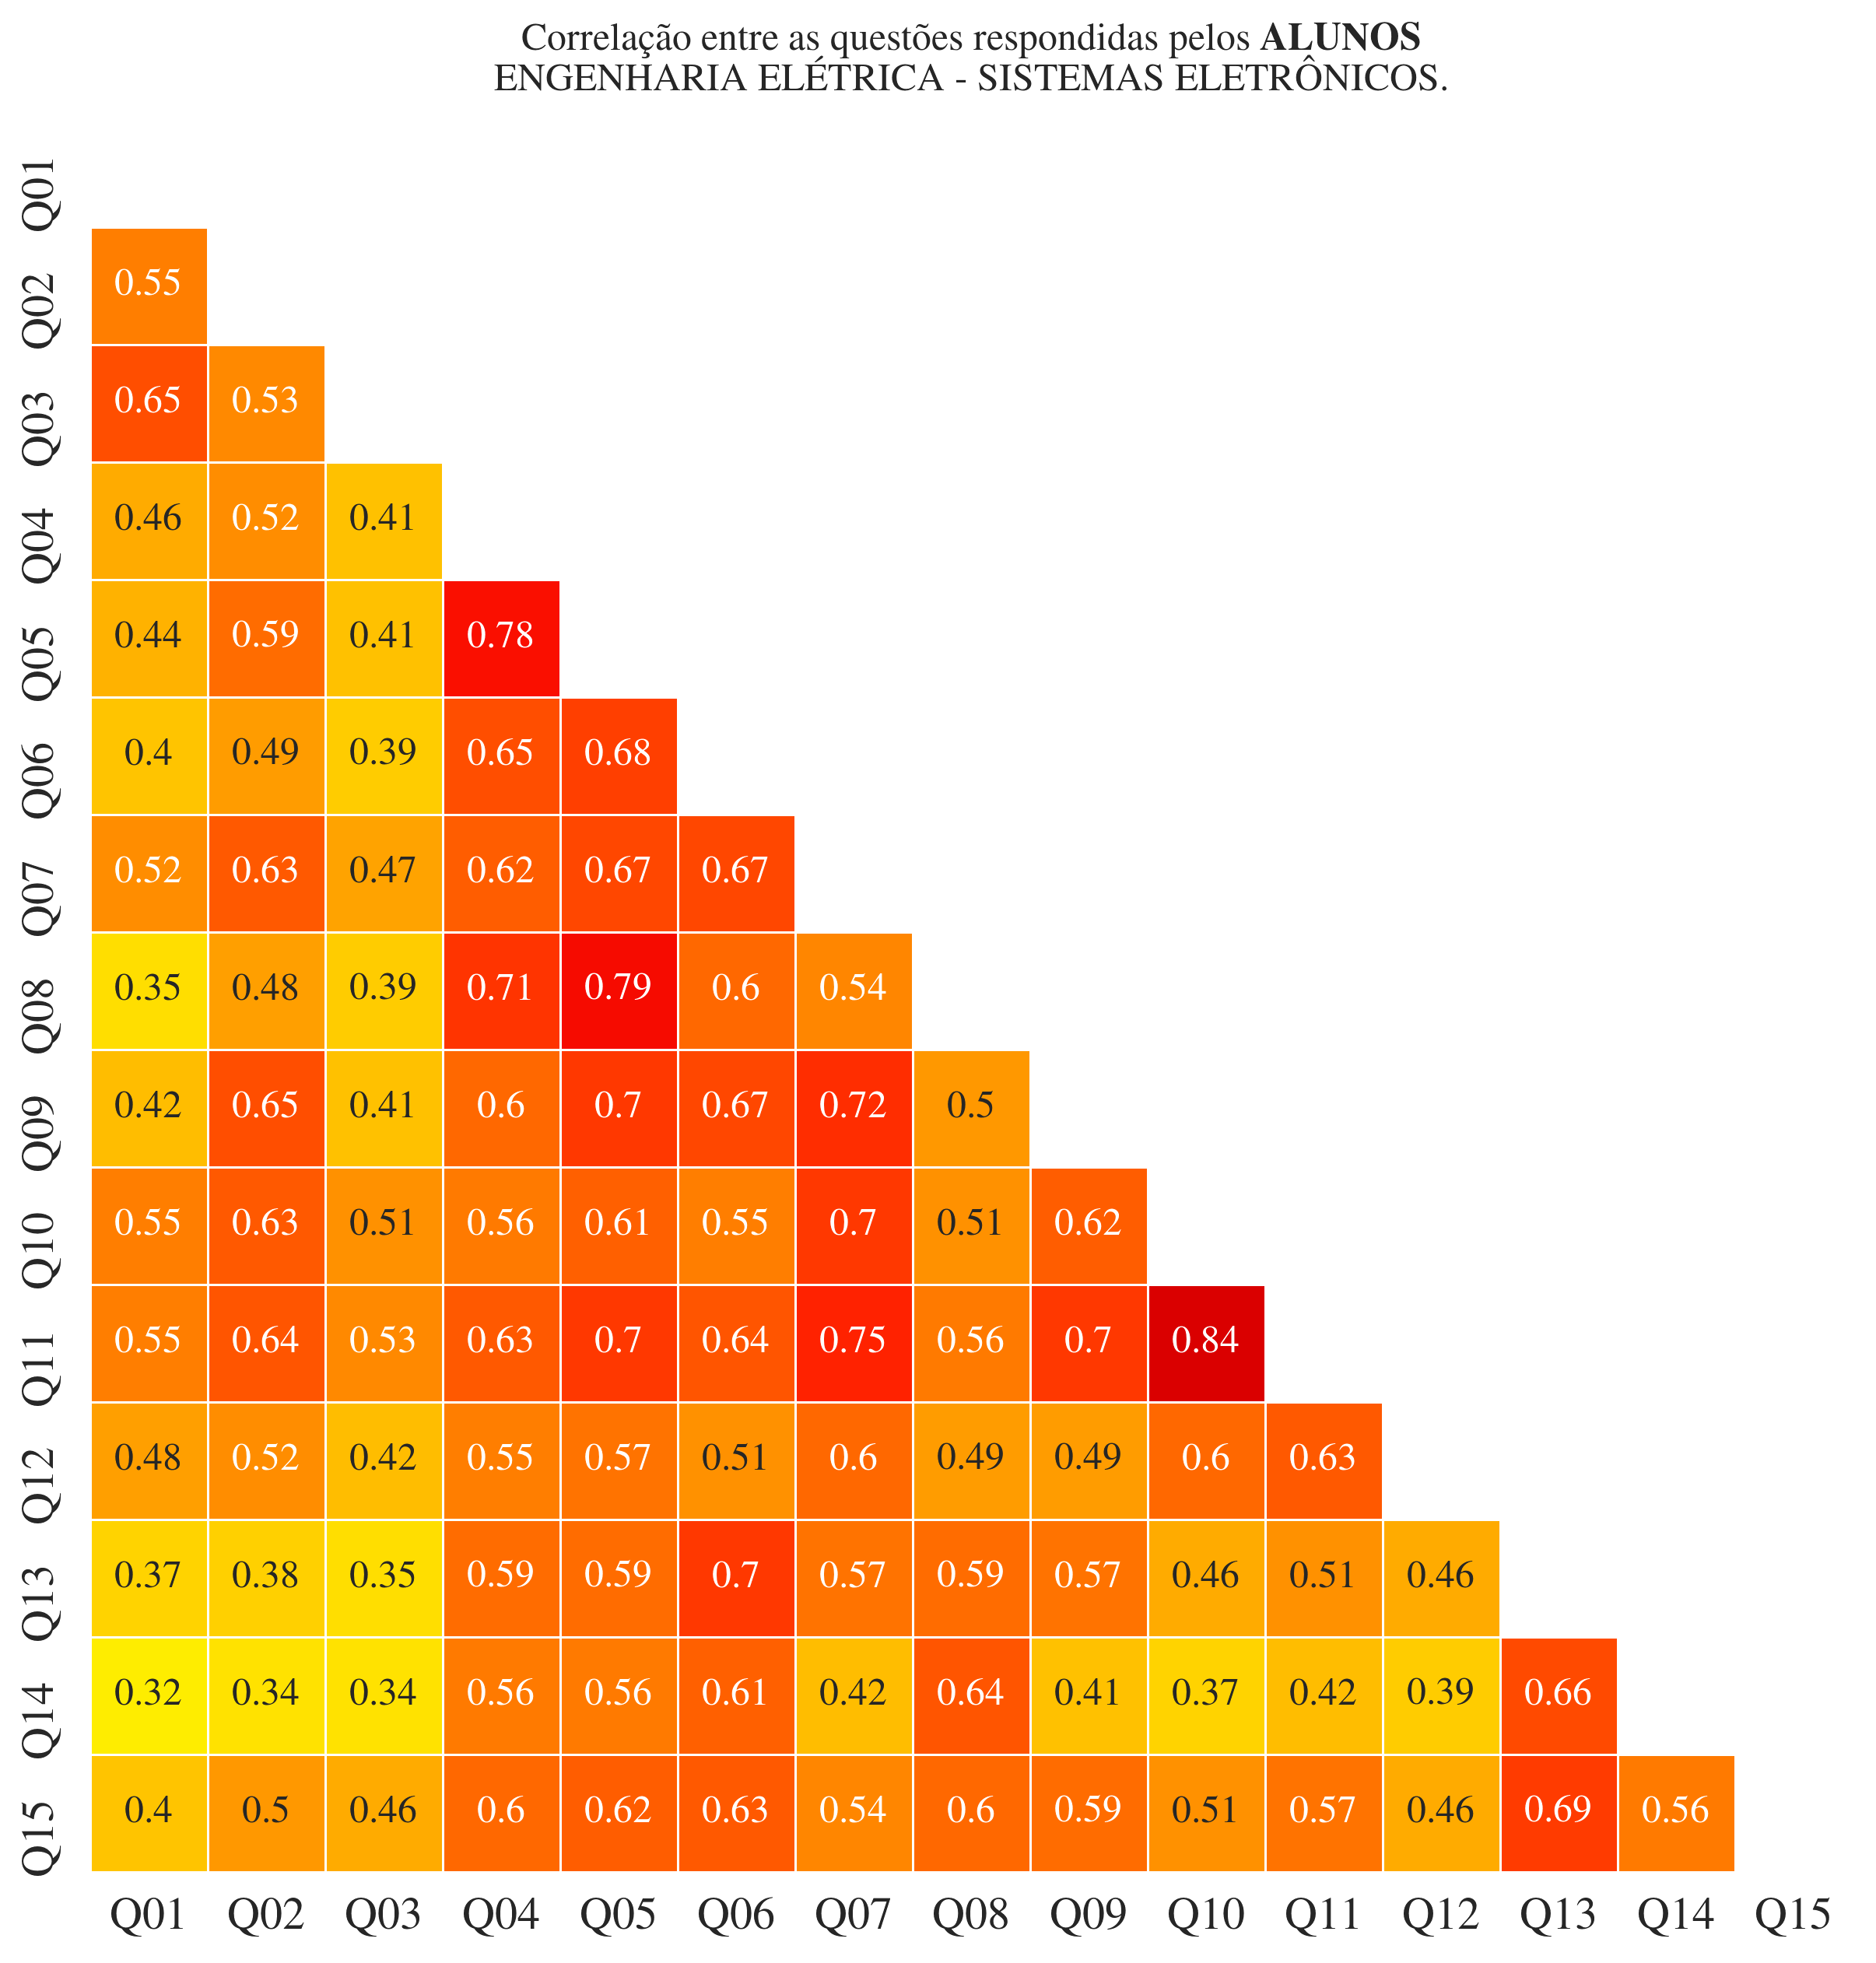 Correlação entre as questões respondidas pelos ALUNOS
ENGENHARIA ELÉTRICA - SISTEMAS ELETRÔNICOS.
Q01
Q02 0.55
Q03 0.65 0.53
Q04 0.46 0.52 0.41
Q05 0.44 0.59 0.41 0.78
Q06 0.4 0.49 0.39 0.65 0.68
Q07 0.52 0.63 0.47 0.62 0.67 0.67
Q08 0.35 0.48 0.39 0.71 0.79 0.6 0.54
Q09 0.42 0.65 0.41 0.6 0.7 0.67 0.72 0.5
Q10 0.55 0.63 0.51 0.56 0.61 0.55 0.7 0.51 0.62
Q11 0.55 0.64 0.53 0.63 0.7 0.64 0.75 0.56 0.7 0.84
Q12 0.48 0.52 0.42 0.55 0.57 0.51 0.6 0.49 0.49 0.6 0.63
Q13 0.37 0.38 0.35 0.59 0.59 0.7 0.57 0.59 0.57 0.46 0.51 0.46
Q14 0.32 0.34 0.34 0.56 0.56 0.61 0.42 0.64 0.41 0.37 0.42 0.39 0.66
Q15 0.4 0.5 0.46 0.6 0.62 0.63 0.54 0.6 0.59 0.51 0.57 0.46 0.69 0.56
Q01 Q02 Q03 Q04 Q05 Q06 Q07 Q08 Q09 Q10 Q11 Q12 Q13 Q14 Q15